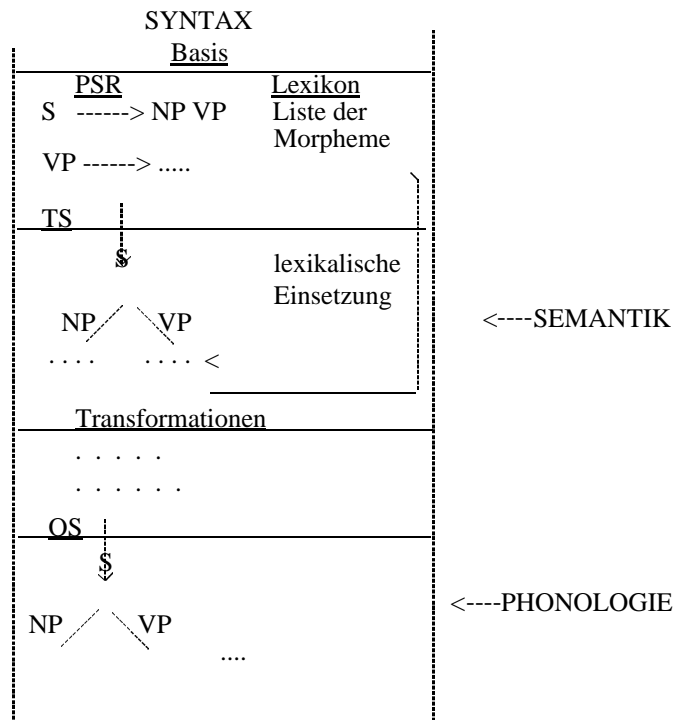 SYNTAX
Basis
PSR Lexikon
S ------> NP VP Liste der
Morpheme
VP ------> .....
TS
S lexikalische
Einsetzung
NP VP <----SEMANTIK
. . . . . . . . <
Transformationen
. . . . .
. . . . . .
OS
S
<----PHONOLOGIE
NP VP
....